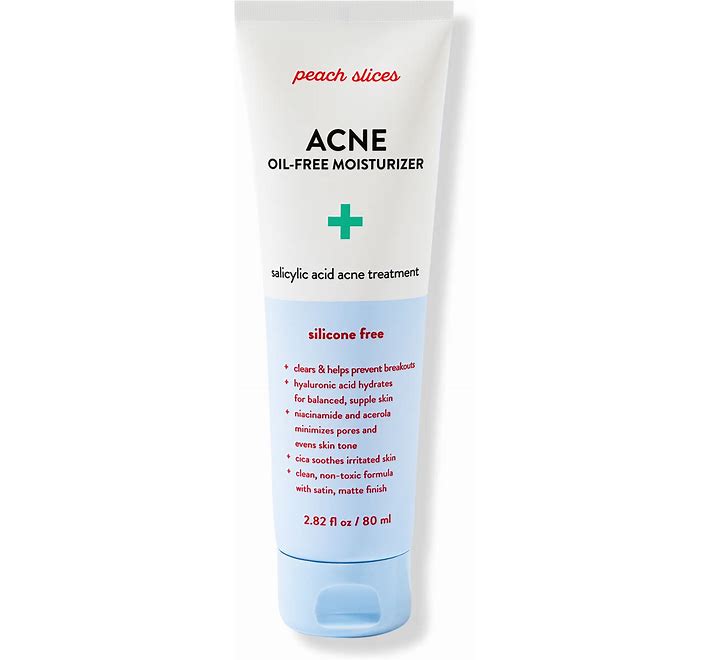 peach slices
ACNE
OIL-FREE MOISTURIZER
salicylic acid acne treatment
silicone free
+ clears & helps prevent breakouts
+ hyaluronic acid hydrates
for balanced, supple skin
+ niacinamide and acerola
minimizes pores and
evens skin tone
+ cica soothes irritated skin
+ clean, non-toxic formula
with satin, matte finish
2.82 fl oz / 80 ml